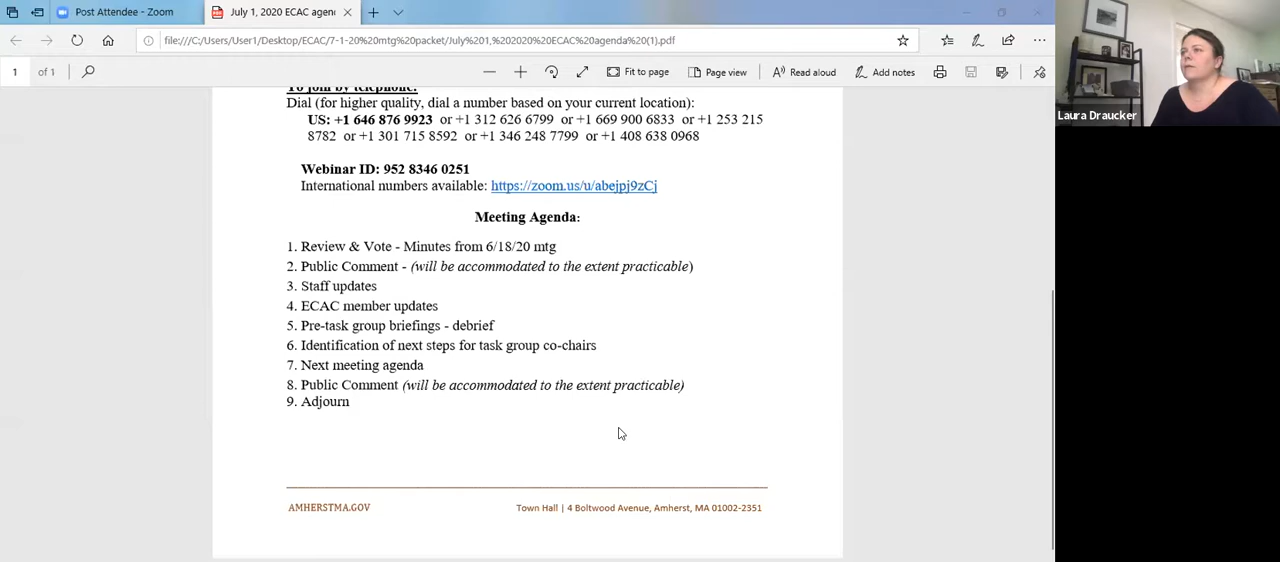 Post Attendee - Zoom
July 1, 2020 ECAC agen
file:///C:/Users/User1/Desktop/ECAC/7-1-20%20mtg%20packet/July%201,%202020%20ECAC%20agenda%20(1).pdf
1 of 1
Fit to page
Page view
Read aloud
Add notes
Laura Draucker
To join by telephone:
Dial (for higher quality, dial a number based on your current location):
US: +1 646 876 9923 or +1 312 626 6799 or +1 669 900 6833 or +1 253 215
8782 or +1 301 715 8592 or +1 346 248 7799 or +1 408 638 0968
Webinar ID: 952 8346 0251
International numbers available: https://zoom.us/u/abejpj9zCj
Meeting Agenda:
1. Review & Vote - Minutes from 6/18/20 mtg
2. Public Comment - (will be accommodated to the extent practicable)
3. Staff updates
4. ECAC member updates
5. Pre-task group briefings - debrief
6. Identification of next steps for task group co-chairs
7. Next meeting agenda
8. Public Comment (will be accommodated to the extent practicable)
9. Adjourn
AMHERSTMA.GOV
Town Hall | 4 Boltwood Avenue, Amherst, MA 01002-2351